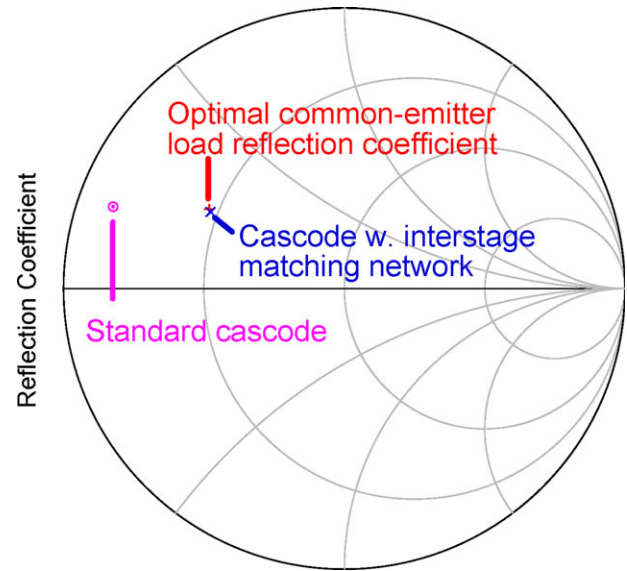 Optimal common-emitter
load reflection coefficient
Cascode w. interstage
matching network
Standard cascode
Reflection Coefficient